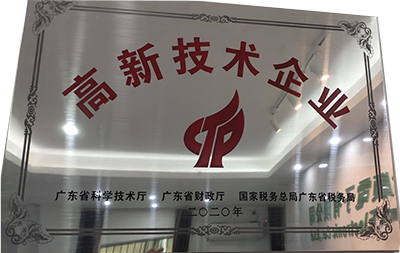 高新技术企业
广东省科学技术厅 广东省财政厅 国家税务总局广东省税务局
二〇二〇年